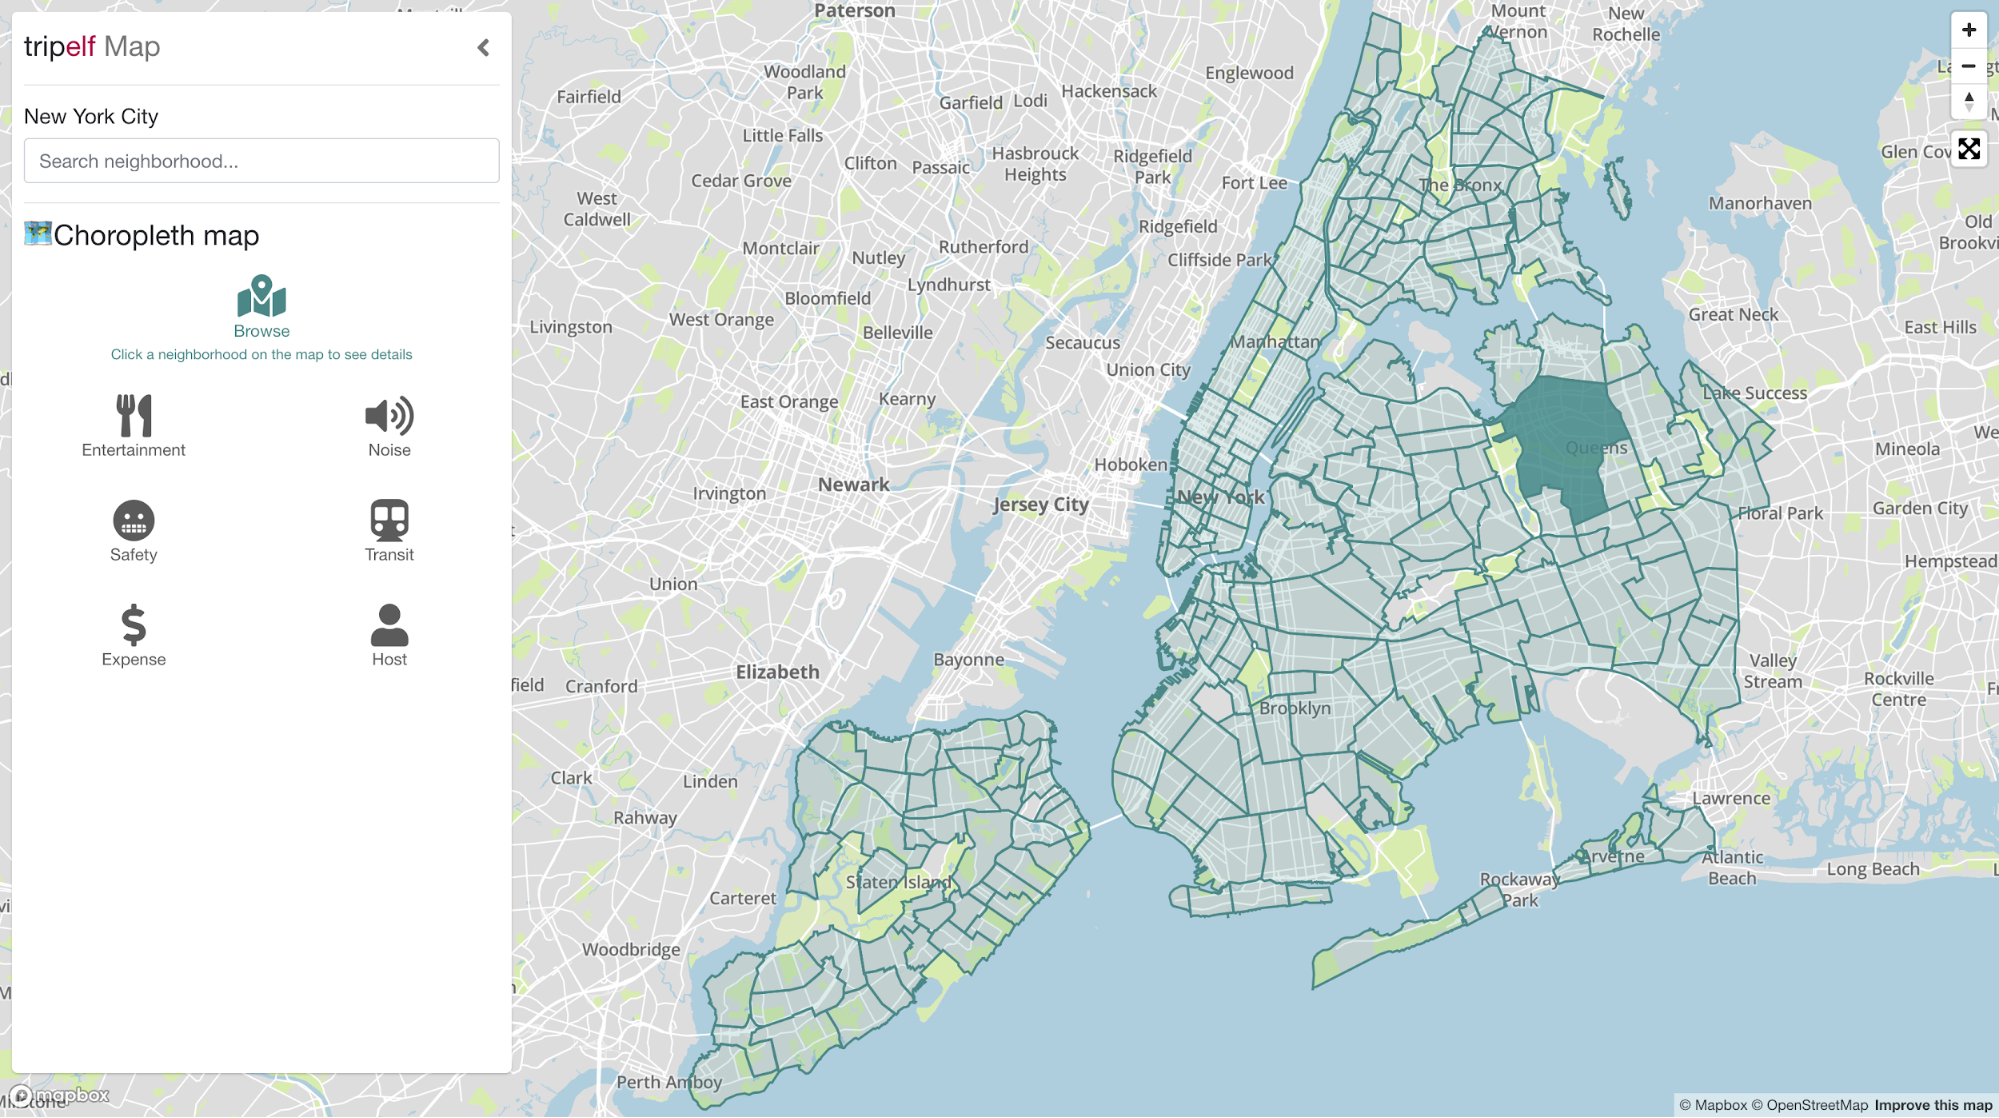 tripelf Map
New York City
Search neighborhood...
Choropleth map
Browse
Click a neighborhood on the map to see details
Entertainment
Noise
Safety
Transit
Expense
Host
Paterson
Mount
Vernon
New
Rochelle
Woodland
Park
Englewood
Fairfield
Garfield
Lodi
Hackensack
Little Falls
Clifton
Passaic
Hasbrouck
Heights
Ridgefield
Park
Glen Cov
Cedar Grove
Fort Lee
The Bronx
West
Caldwell
Manorhaven
Old
Brookvi
Montclair
Rutherford
Ridgefield
Nutley
Cliffside Park
Lyndhurst
Bloomfield
Great Neck
Livingston
West Orange
Belleville
East Hills
Secaucus
Manhattan
Union City
East Orange
Kearny
Lake Success
Queens
Mineola
We
Hoboken
Newark
Irvington
Jersey City
New York
Floral Park
Garden City
Hempstead
Union
Elizabeth
Bayonne
Valley
Stream
field
Cranford
Rockville
Centre
Fr
Brooklyn
Clark
Linden
Lawrence
Rahway
Arverne
Atlantic
Beach
Long Beach
Staten Island
Rockaway
Park
Carteret
Woodbridge
Perth Amboy
mapbox
© Mapbox © OpenStreetMap Improve this map